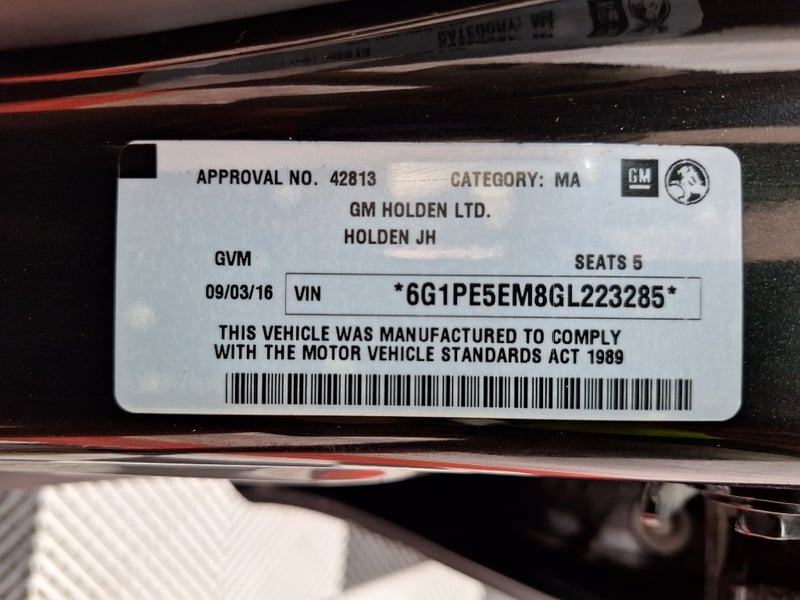 APPROVAL NO. 42813 CATEGORY: MA GM
GM HOLDEN LTD.
HOLDEN JH
GVM SEATS 5
09/03/16 VIN *6G1PE5EM8GL223285*
THIS VEHICLE WAS MANUFACTURED TO COMPLY
WITH THE MOTOR VEHICLE STANDARDS ACT 1989